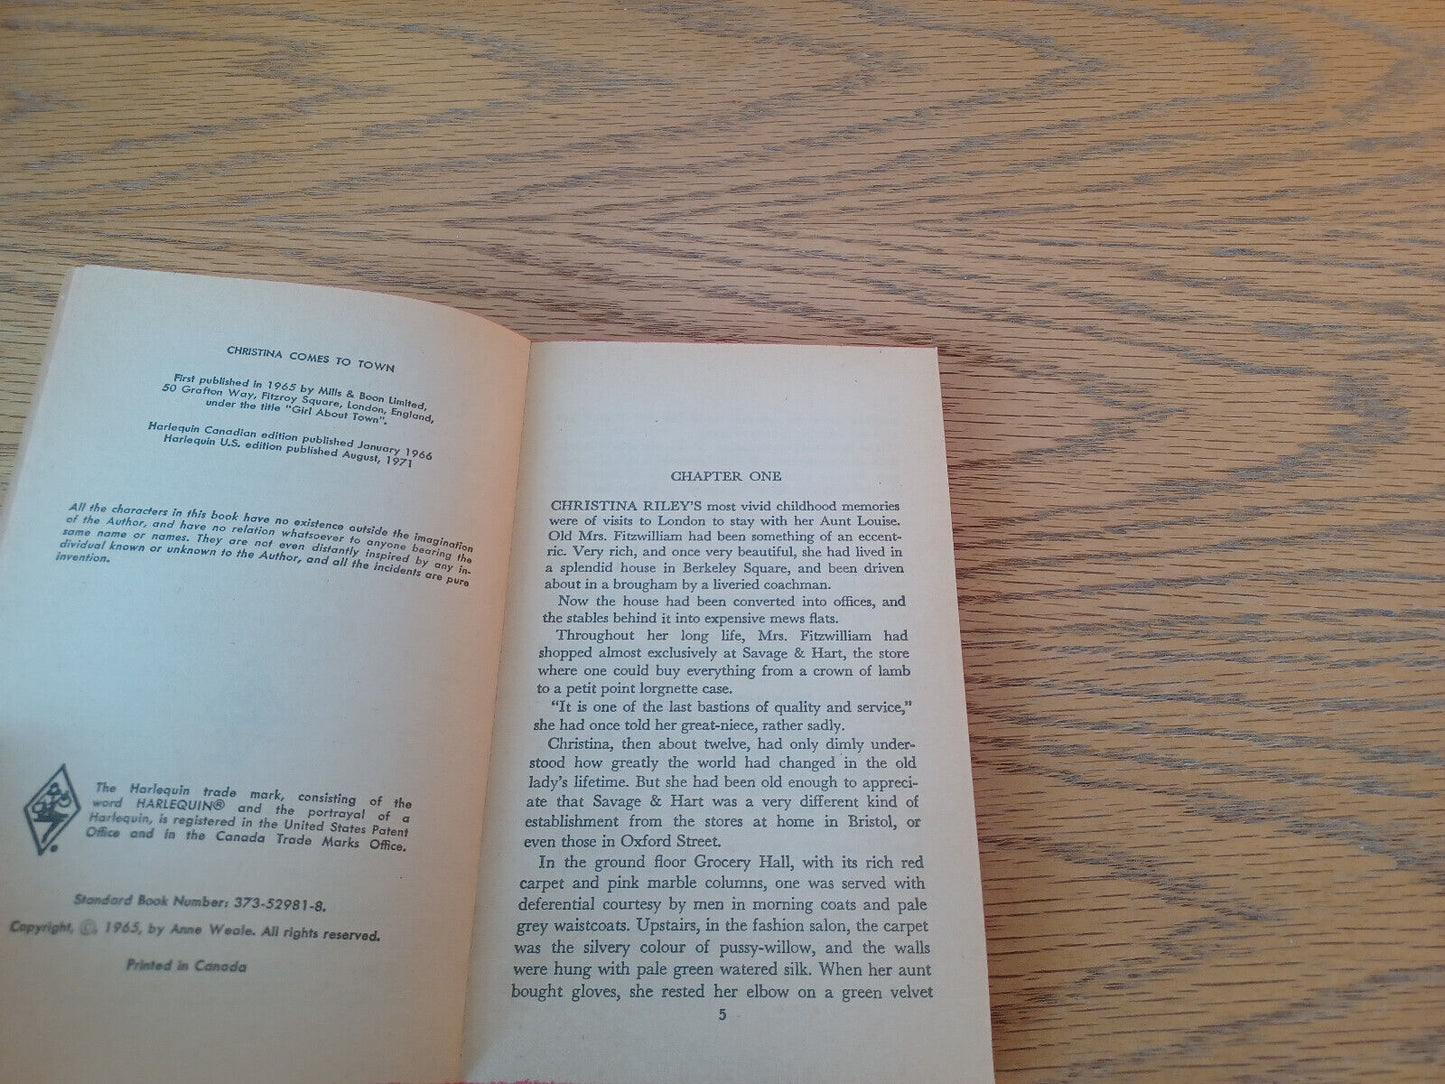 CHRISTINA COMES TO TOWN
First published in 1965 by Mills & Boon Limited,
50 Grafton Way, Fitzroy Square, London, England,
under the title "Girl About Town".
Harlequin Canadian edition published January 1966
Harlequin U.S. edition published August, 1971
All the characters in this book have no existence outside the imagination
of the Author, and have no relation whatsoever to anyone bearing the
same name or names. They are not even distantly inspired by any in-
dividual known or unknown to the Author, and all the incidents are pure
invention.
The Harlequin trade mark, consisting of the
word HARLEQUIN® and the portrayal of a
Harlequin, is registered in the United States Patent
Office and in the Canada Trade Marks Office.
Standard Book Number: 373-52981-8.
Copyright, ©, 1965, by Anne Weale. All rights reserved.
Printed in Canada
CHAPTER ONE
CHRISTINA RILEY'S most vivid childhood memories
were of visits to London to stay with her Aunt Louise.
Old Mrs. Fitzwilliam had been something of an eccent-
ric. Very rich, and once very beautiful, she had lived in
a splendid house in Berkeley Square, and been driven
about in a brougham by a liveried coachman.
Now the house had been converted into offices, and
the stables behind it into expensive mews flats.
Throughout her long life, Mrs. Fitzwilliam had
shopped almost exclusively at Savage & Hart, the store
where one could buy everything from a crown of lamb
to a petit point lorgnette case.
"It is one of the last bastions of quality and service,"
she had once told her great-niece, rather sadly.
Christina, then about twelve, had only dimly under-
stood how greatly the world had changed in the old
lady's lifetime. But she had been old enough to appreci-
ate that Savage & Hart was a very different kind of
establishment from the stores at home in Bristol, or
even those in Oxford Street.
In the ground floor Grocery Hall, with its rich red
carpet and pink marble columns, one was served with
deferential courtesy by men in morning coats and pale
grey waistcoats. Upstairs, in the fashion salon, the carpet
was the silvery colour of pussy-willow, and the walls
were hung with pale green watered silk. When her aunt
bought gloves, she rested her elbow on a green velvet
5